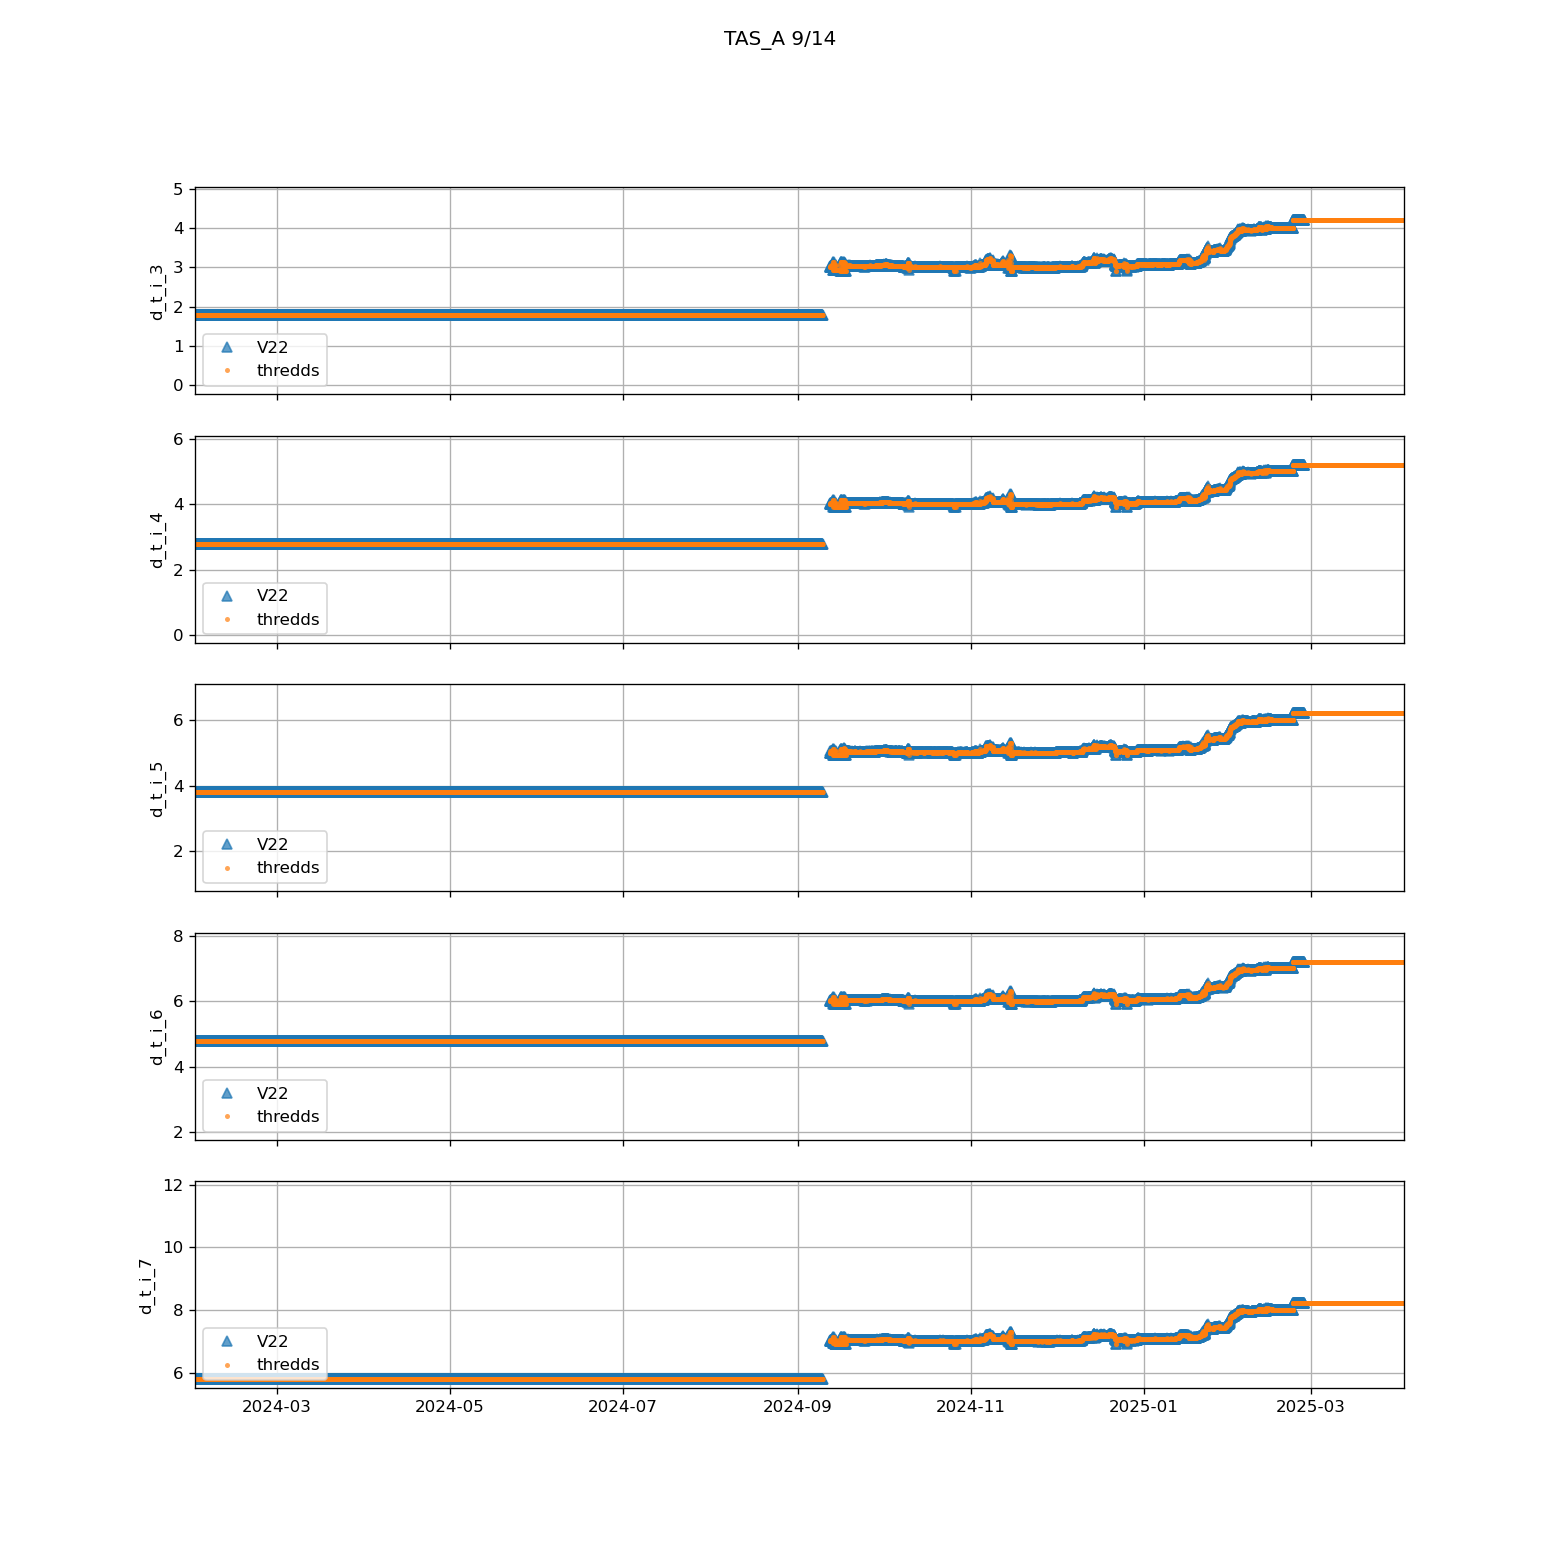 TAS_A 9/14
5
4
3
2
1
0
d_t_i_3
V22
thredds
6
4
2
0
d_t_i_4
V22
thredds
6
4
2
d_t_i_5
V22
thredds
8
6
4
2
d_t_i_6
V22
thredds
12
10
8
6
d_t_i_7
V22
thredds
2024-03 2024-05 2024-07 2024-09 2024-11 2025-01 2025-03